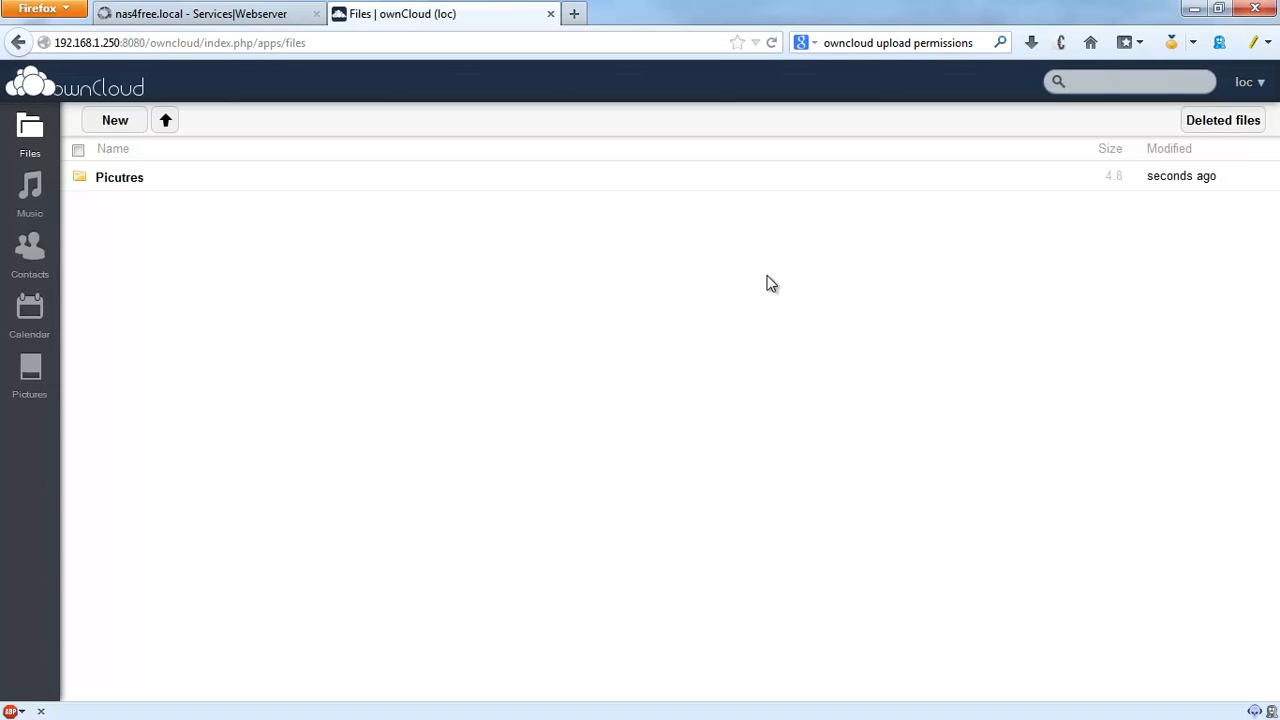 Firefox
nas4free.local - Services|Webserver
Files | ownCloud (loc)
192.168.1.250:8080/owncloud/index.php/apps/files
owncloud upload permissions
ownCloud
loc
New
Deleted files
Name
Size
Modified
Picutres
4.8
seconds ago
Files
Music
Contacts
Calendar
Pictures
ABP